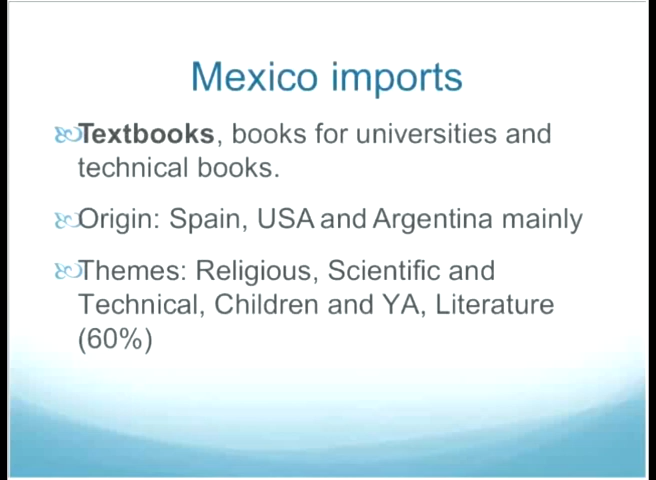 Mexico imports
Textbooks, books for universities and
technical books.
Origin: Spain, USA and Argentina mainly
Themes: Religious, Scientific and
Technical, Children and YA, Literature
(60%)